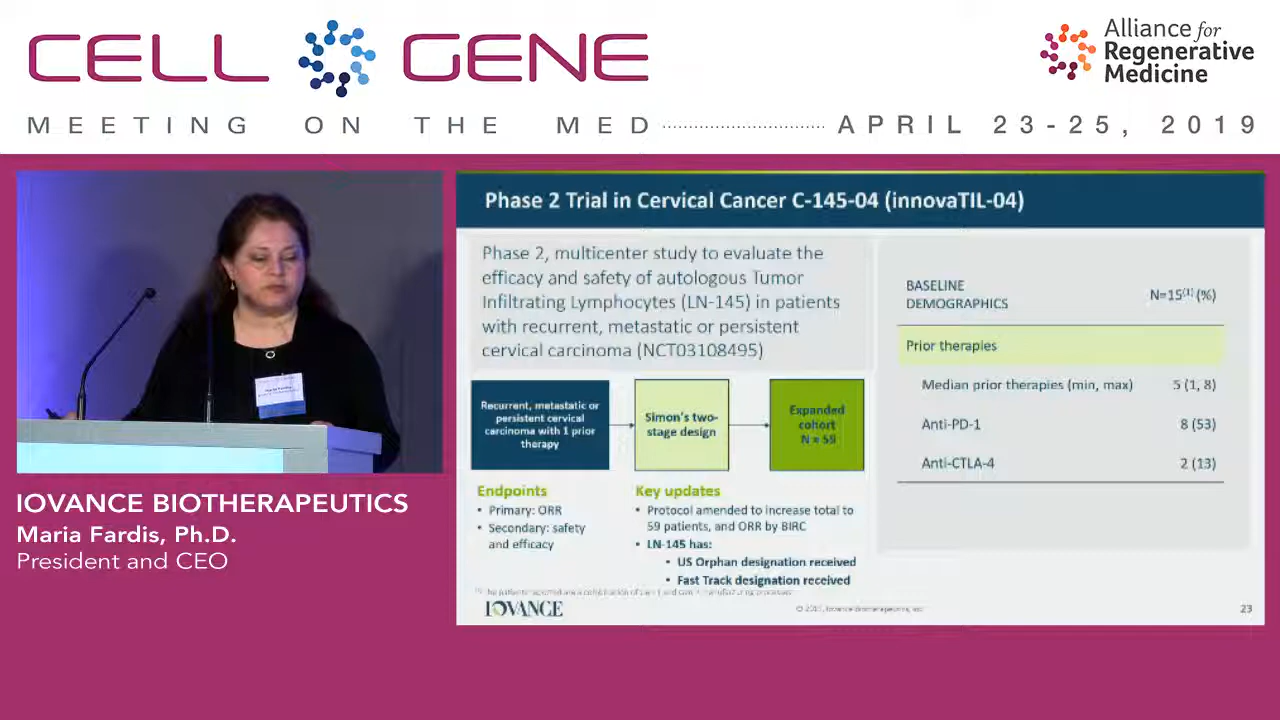 CELL GENE
Alliance for
Regenerative
Medicine
MEETING ON THE MED
APRIL 23-25, 2019
Phase 2 Trial in Cervical Cancer C-145-04 (innovaTIL-04)
Phase 2, multicenter study to evaluate the
efficacy and safety of autologous Tumor
Infiltrating Lymphocytes (LN-145) in patients
with recurrent, metastatic or persistent
cervical carcinoma (NCT03108495)
Recurrent, metastatic or
persistent cervical
carcinoma with 1 prior
therapy
Simon's two-
stage design
Expanded
cohort
N = 59
Endpoints
• Primary: ORR
• Secondary: safety
and efficacy
Key updates
• Protocol amended to increase total to
59 patients, and ORR by BIRC
• LN-145 has:
• US Orphan designation received
• Fast Track designation received
BASELINE
DEMOGRAPHICS
N=15(1) (%)
Prior therapies
Median prior therapies (min, max) 5 (1, 8)
Anti-PD-1 8 (53)
Anti-CTLA-4 2 (13)
IOVANCE
23
IOVANCE BIOTHERAPEUTICS
Maria Fardis, Ph.D.
President and CEO